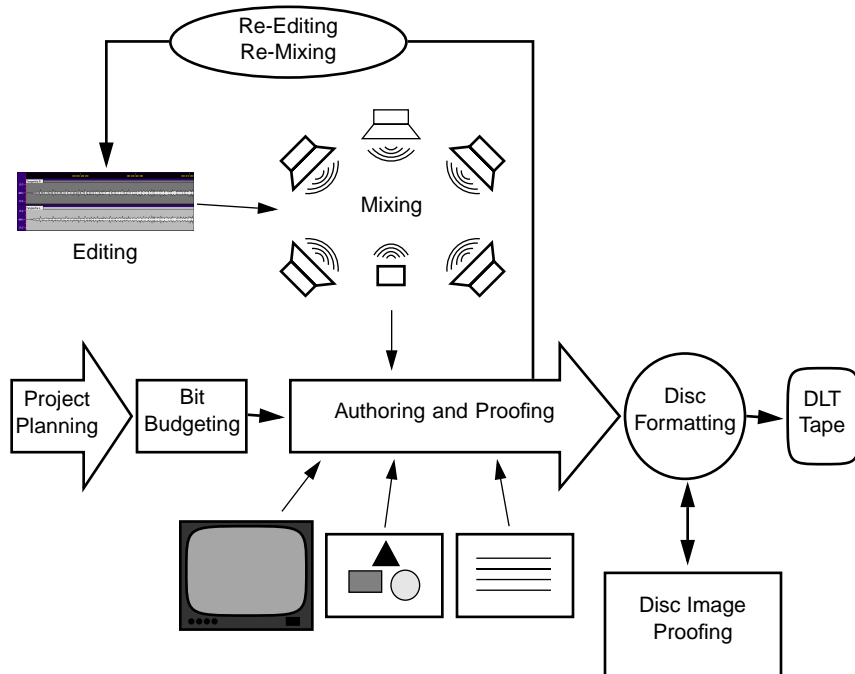 Re-Editing
Re-Mixing
Mixing
Editing
Project
Planning
Bit
Budgeting
Authoring and Proofing
Disc
Formatting
DLT
Tape
Disc Image
Proofing